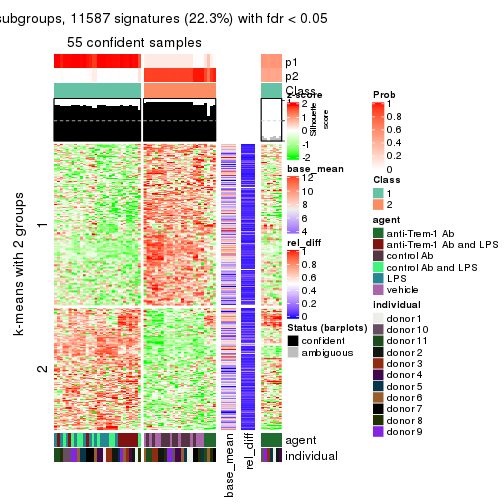 subgroups, 11587 signatures (22.3%) with fdr < 0.05
55 confident samples
p1
p2
Class
Silhouette
score
k-means with 2 groups
1
2
agent
individual
base_mean
rel_diff
z-score
2
1
0
-1
-2
base_mean
12
10
8
6
4
rel_diff
1
0.8
0.6
0.4
0.2
0
Status (barplots)
confident
ambiguous
Prob
1
0.8
0.6
0.4
0.2
0
Class
1
2
agent
anti-Trem-1 Ab
anti-Trem-1 Ab and LPS
control Ab
control Ab and LPS
LPS
vehicle
individual
donor 1
donor 10
donor 11
donor 2
donor 3
donor 4
donor 5
donor 6
donor 7
donor 8
donor 9